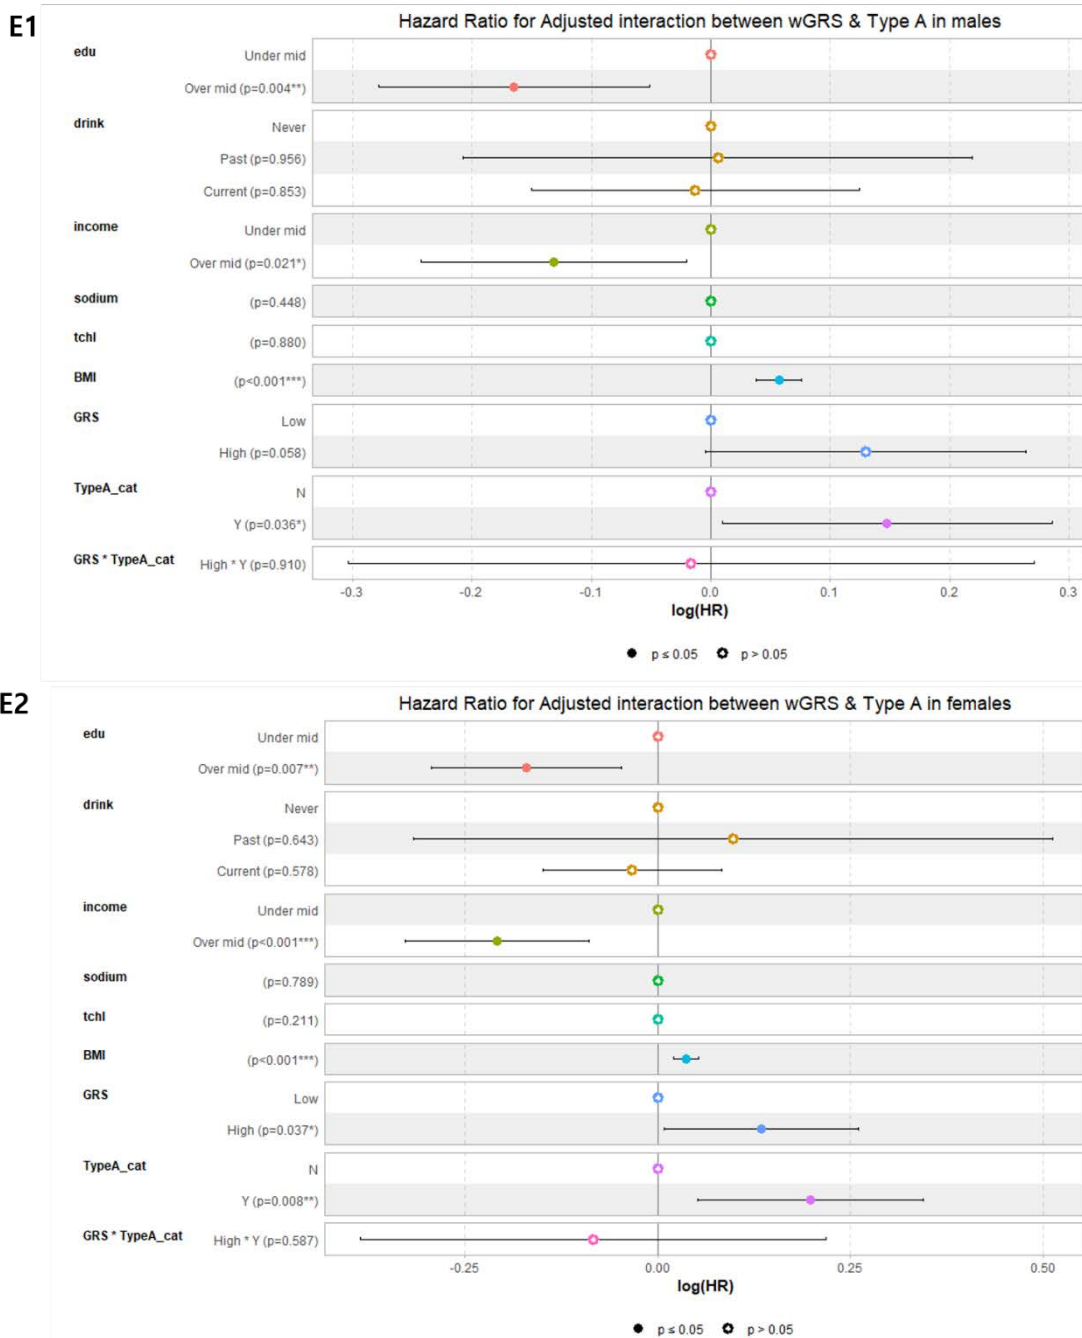 E1
Hazard Ratio for Adjusted interaction between wGRS & Type A in males
edu
Under mid
Over mid (p=0.004**)
drink
Never
Past (p=0.956)
Current (p=0.853)
income
Under mid
Over mid (p=0.021*)
sodium
(p=0.448)
tchl
(p=0.880)
BMI
(p<0.001***)
GRS
Low
High (p=0.058)
TypeA_cat
N
Y (p=0.036*)
GRS * TypeA_cat
High * Y (p=0.910)
-0.3 -0.2 -0.1 0.0 0.1 0.2 0.3
log(HR)
p ≤ 0.05 p > 0.05
E2
Hazard Ratio for Adjusted interaction between wGRS & Type A in females
edu
Under mid
Over mid (p=0.007**)
drink
Never
Past (p=0.643)
Current (p=0.578)
income
Under mid
Over mid (p<0.001***)
sodium
(p=0.789)
tchl
(p=0.211)
BMI
(p<0.001***)
GRS
Low
High (p=0.037*)
TypeA_cat
N
Y (p=0.008**)
GRS * TypeA_cat
High * Y (p=0.587)
-0.25 0.00 0.25 0.50
log(HR)
p ≤ 0.05 p > 0.05